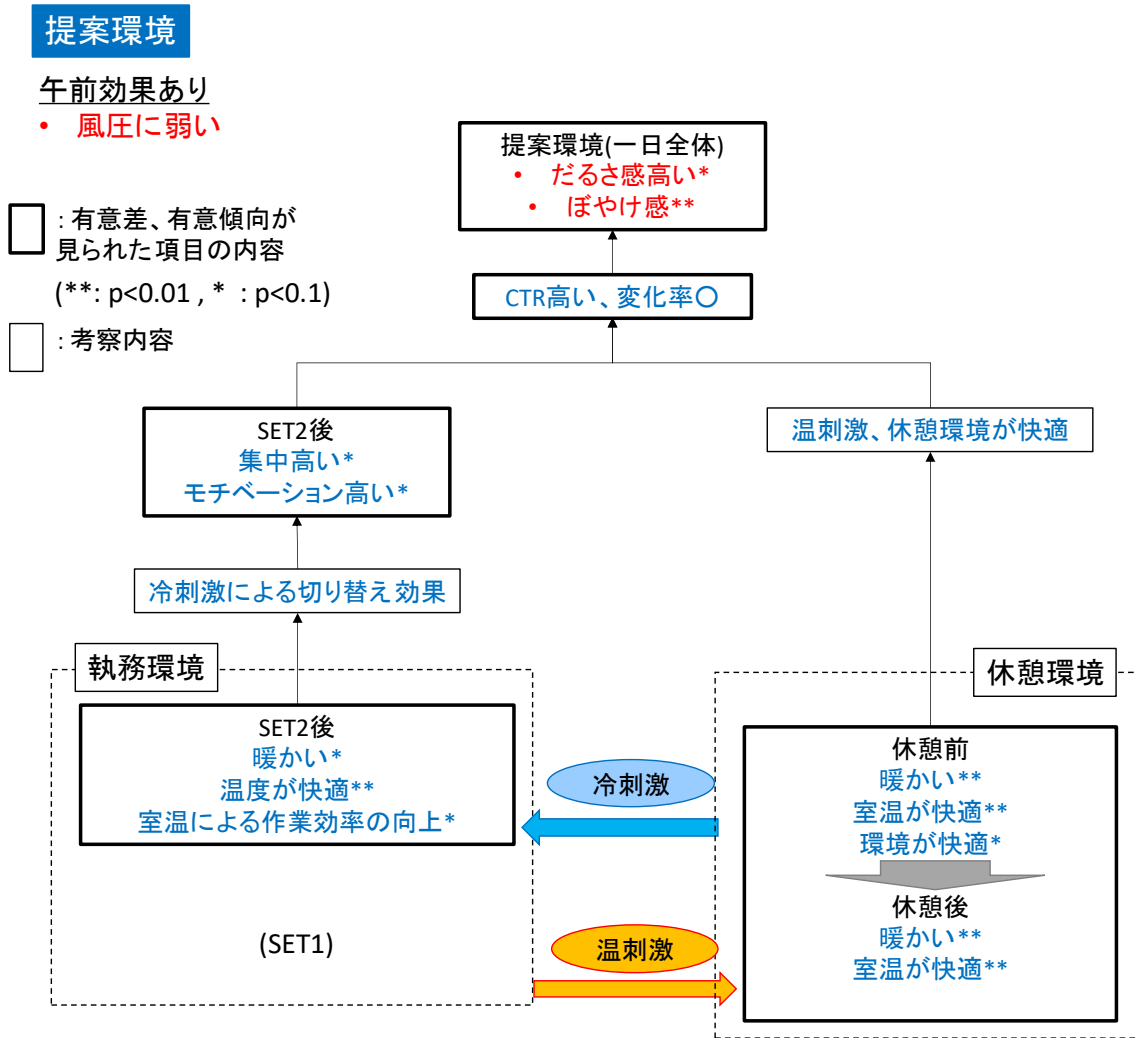 提案環境
午前効果あり
• 風圧に弱い
: 有意差、有意傾向が
見られた項目の内容
(**: p<0.01 , * : p<0.1)
: 考察内容
提案環境(一日全体)
• だるさ感高い*
• ぼやけ感**
CTR高い、変化率〇
SET2後
集中高い*
モチベーション高い*
温刺激、休憩環境が快適
冷刺激による切り替え効果
執務環境
SET2後
暖かい*
温度が快適**
室温による作業効率の向上*
(SET1)
冷刺激
温刺激
休憩環境
休憩前
暖かい**
室温が快適**
環境が快適*
休憩後
暖かい**
室温が快適**